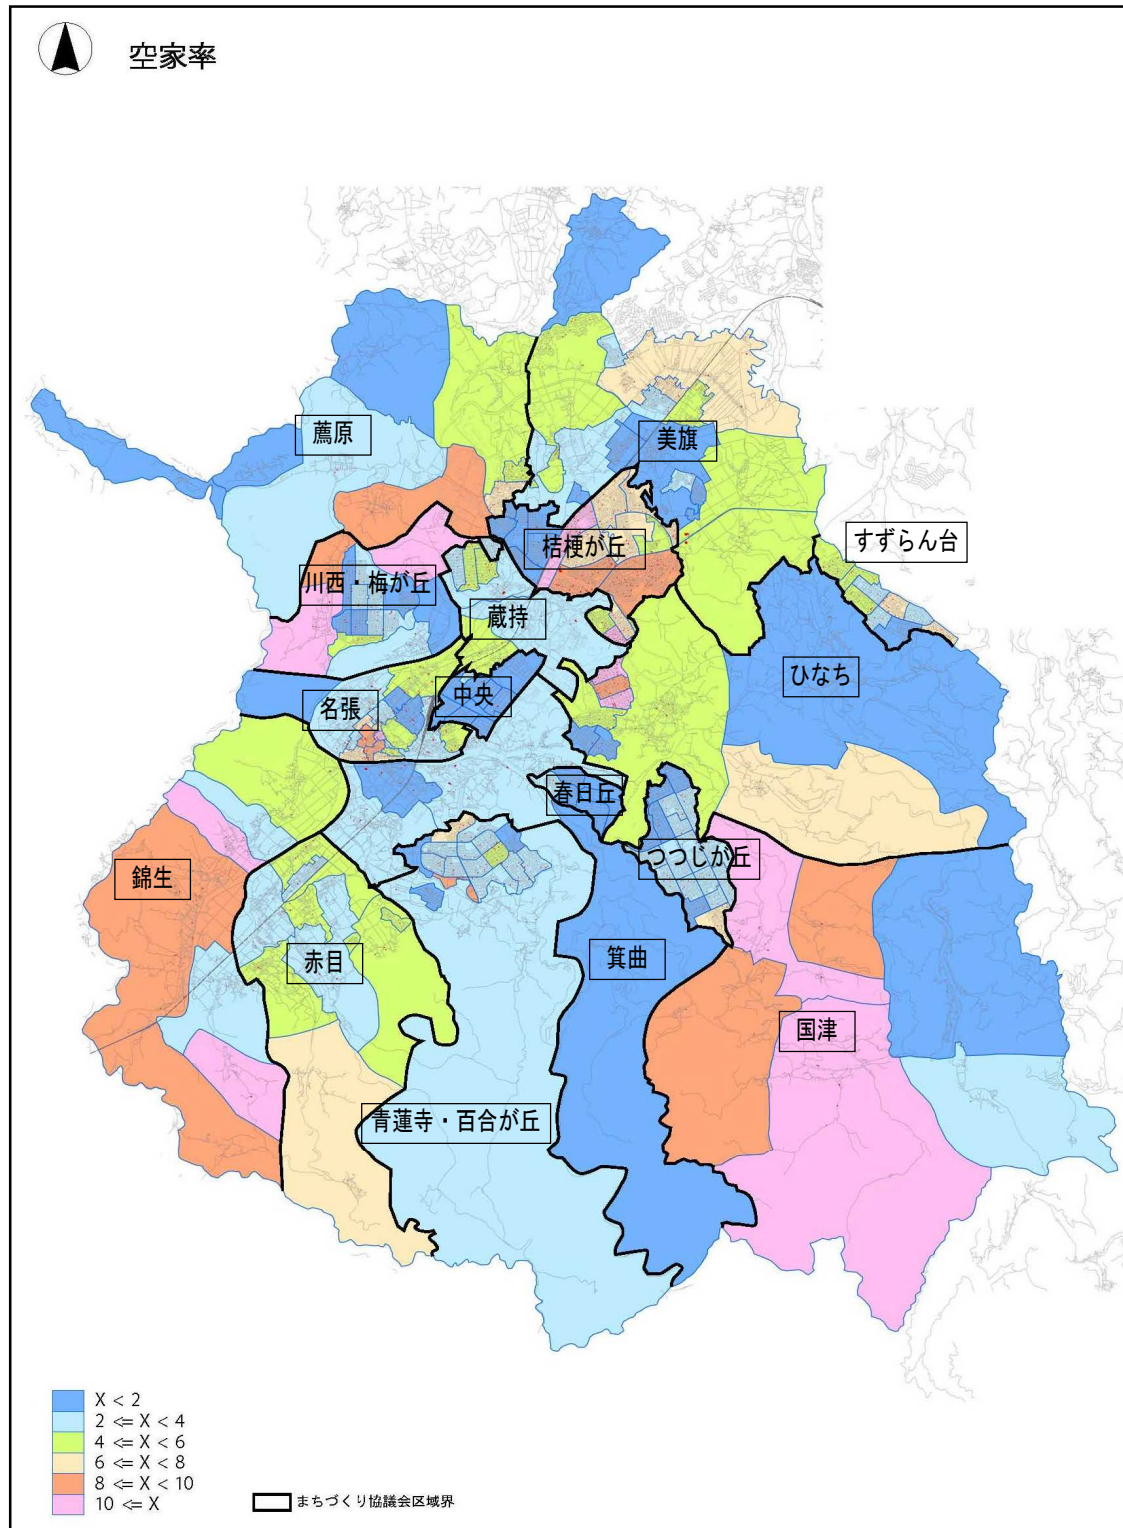 空家率
薦原
美旗
すずらん台
桔梗が丘
川西・梅が丘
蔵持
ひなち
名張
中央
春日丘
つつじが丘
錦生
赤目
箕曲
国津
青蓮寺・百合が丘
X < 2
2 <= X < 4
4 <= X < 6
6 <= X < 8
8 <= X < 10
10 <= X
まちづくり協議会区域界